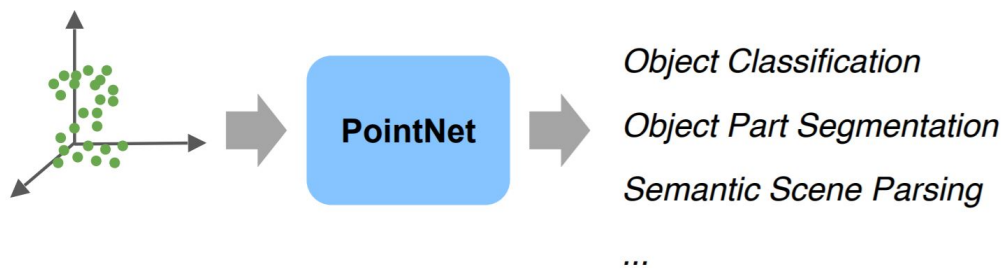 PointNet
Object Classification
Object Part Segmentation
Semantic Scene Parsing
...